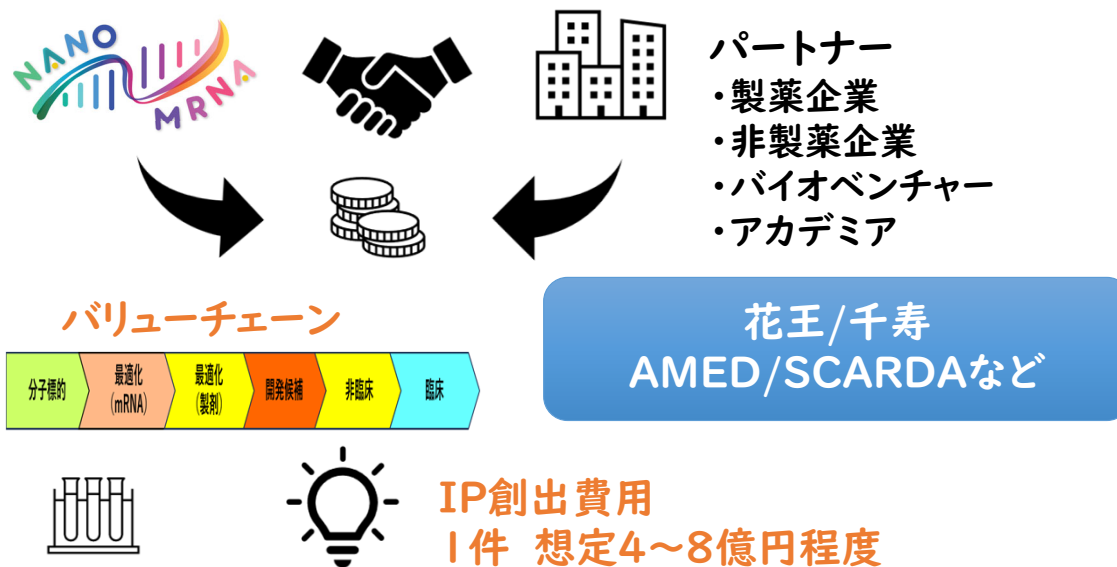 NANO
MRNA
パートナー
・製薬企業
・非製薬企業
・バイオベンチャー
・アカデミア
花王/千寿
AMED/SCARDAなど
バリューチェーン
分子標的
最適化
(mRNA)
最適化
(製剤)
開発候補
非臨床
臨床
IP創出費用
1件 想定4～8億円程度